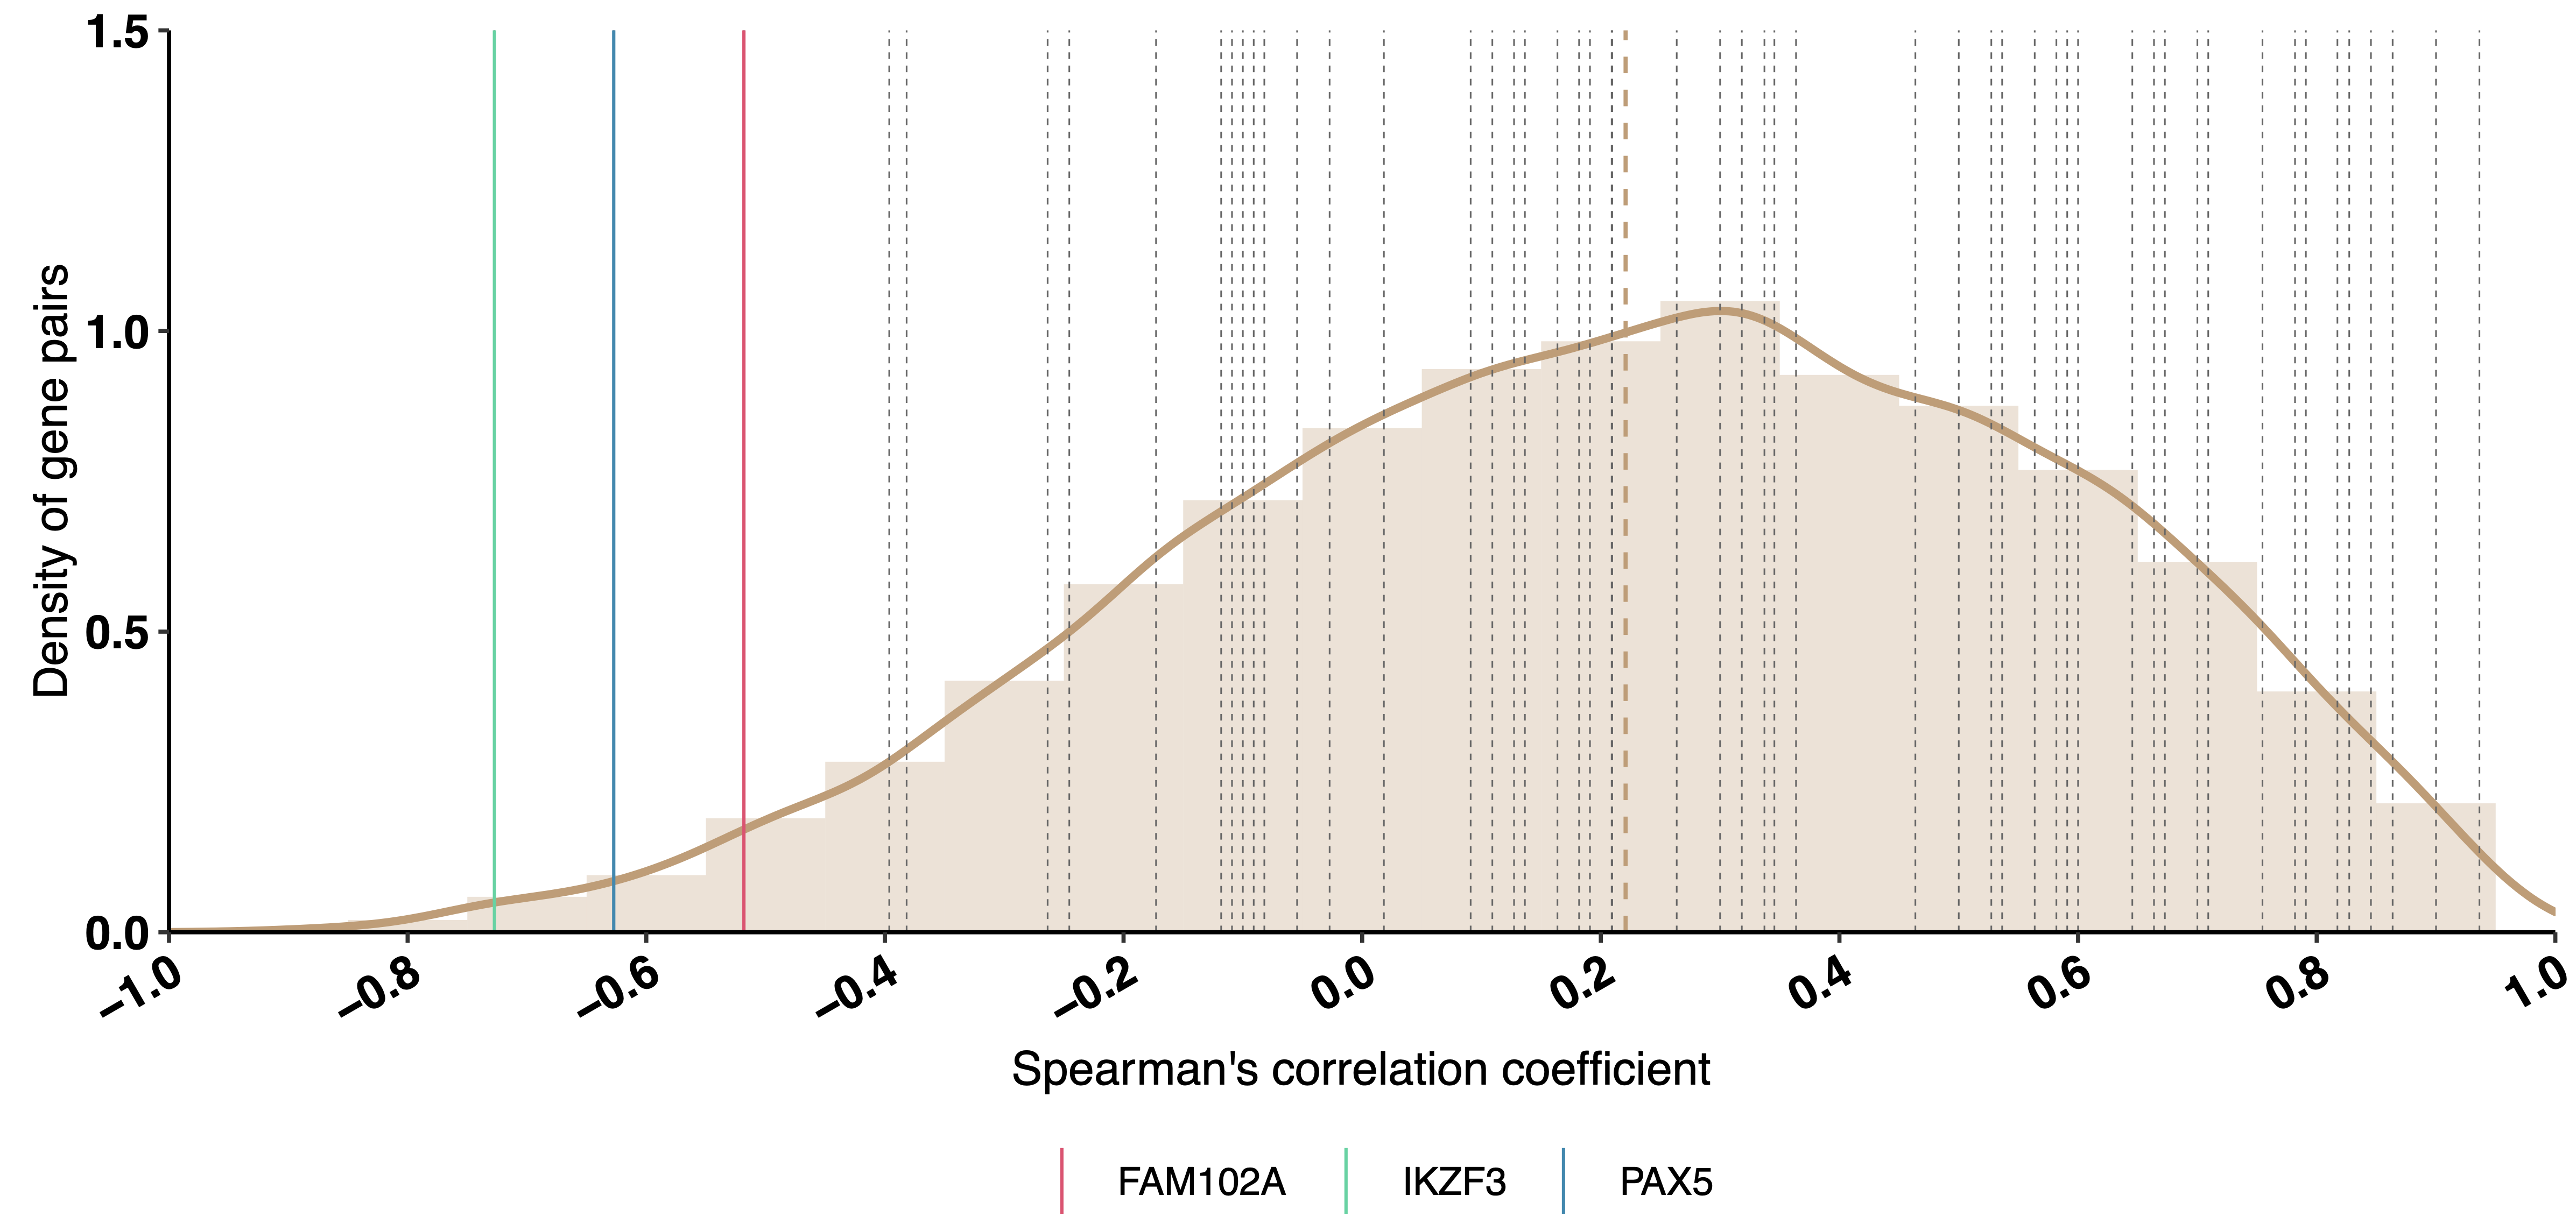 1.5
1.0
0.5
0.0
Density of gene pairs
−1.0 −0.8 −0.6 −0.4 −0.2 0.0 0.2 0.4 0.6 0.8 1.0
Spearman's correlation coefficient
FAM102A IKZF3 PAX5